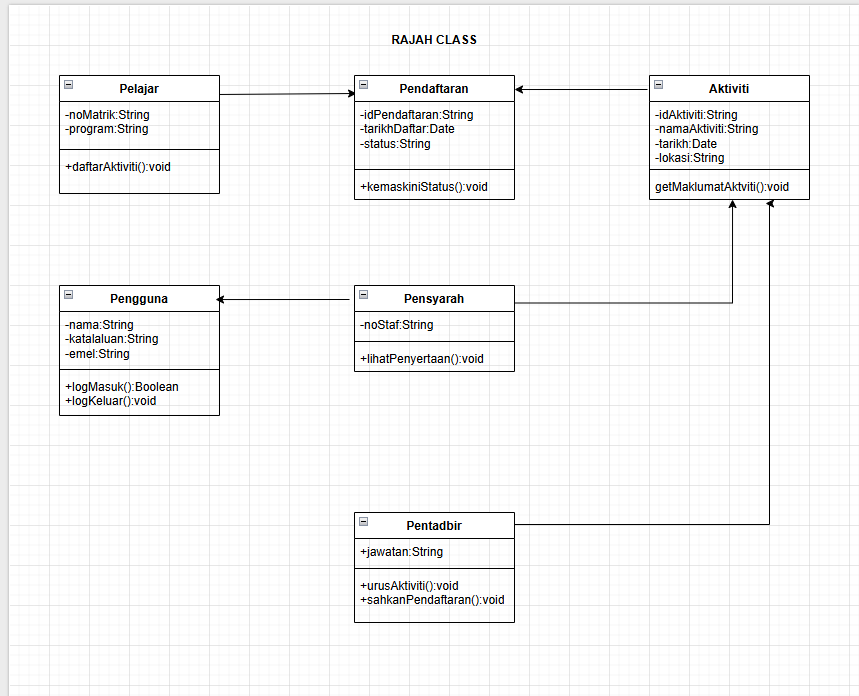 RAJAH CLASS
Pelajar
-noMatrik:String
-program:String
+daftarAktiviti():void
Pendaftaran
-idPendaftaran:String
-tarikhDaftar:Date
-status:String
+kemaskiniStatus():void
Aktiviti
-idAktiviti:String
-namaAktiviti:String
-tarikh:Date
-lokasi:String
getMaklumatAktviti():void
Pengguna
-nama:String
-katalaluan:String
-emel:String
+logMasuk():Boolean
+logKeluar():void
Pensyarah
-noStaf:String
+lihatPenyertaan():void
Pentadbir
+jawatan:String
+urusAktiviti():void
+sahkanPendaftaran():void